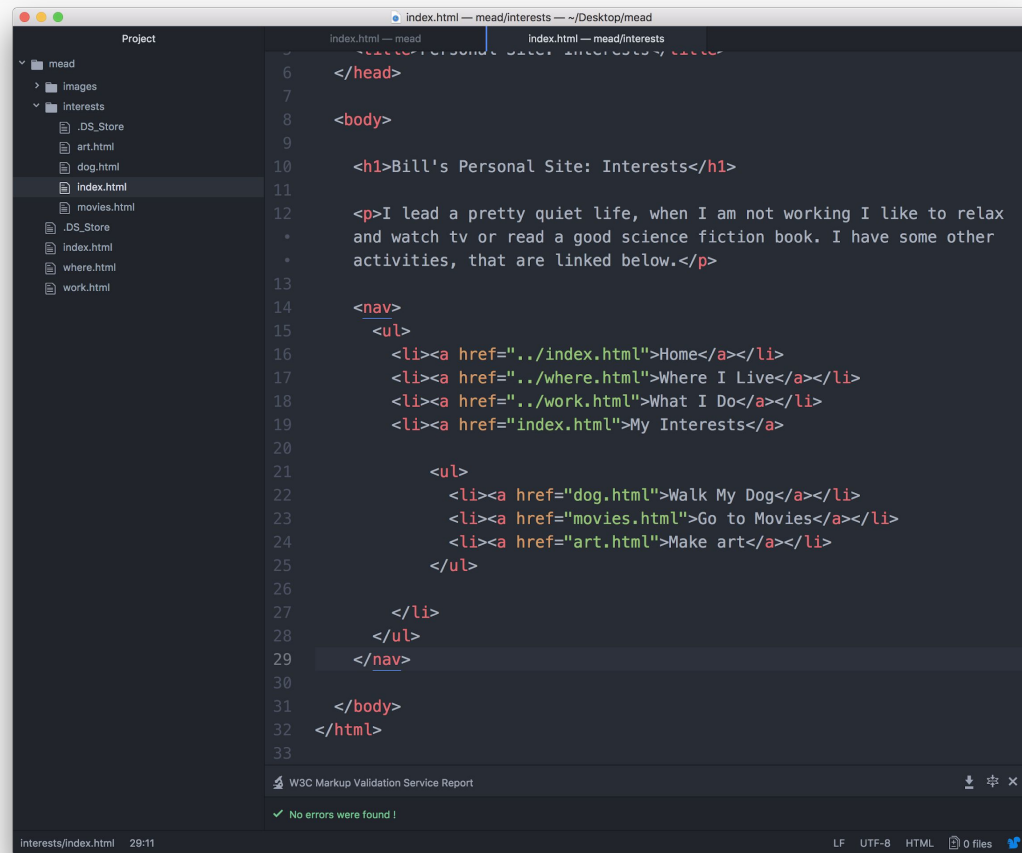 index.html — mead/interests — ~/Desktop/mead
Project
index.html — mead
index.html — mead/interests
mead
images
interests
.DS_Store
art.html
dog.html
index.html
movies.html
.DS_Store
index.html
where.html
work.html
5 <title>Personal Site: Interests</title>
6 </head>
7
8 <body>
9
10 <h1>Bill's Personal Site: Interests</h1>
11
12 <p>I lead a pretty quiet life, when I am not working I like to relax
• and watch tv or read a good science fiction book. I have some other
• activities, that are linked below.</p>
13
14 <nav>
15 <ul>
16 <li><a href="../index.html">Home</a></li>
17 <li><a href="../where.html">Where I Live</a></li>
18 <li><a href="../work.html">What I Do</a></li>
19 <li><a href="index.html">My Interests</a>
20
21 <ul>
22 <li><a href="dog.html">Walk My Dog</a></li>
23 <li><a href="movies.html">Go to Movies</a></li>
24 <li><a href="art.html">Make art</a></li>
25 </ul>
26
27 </li>
28 </ul>
29 </nav>
30
31 </body>
32 </html>
33
W3C Markup Validation Service Report
No errors were found !
interests/index.html 29:11
LF UTF-8 HTML 0 files